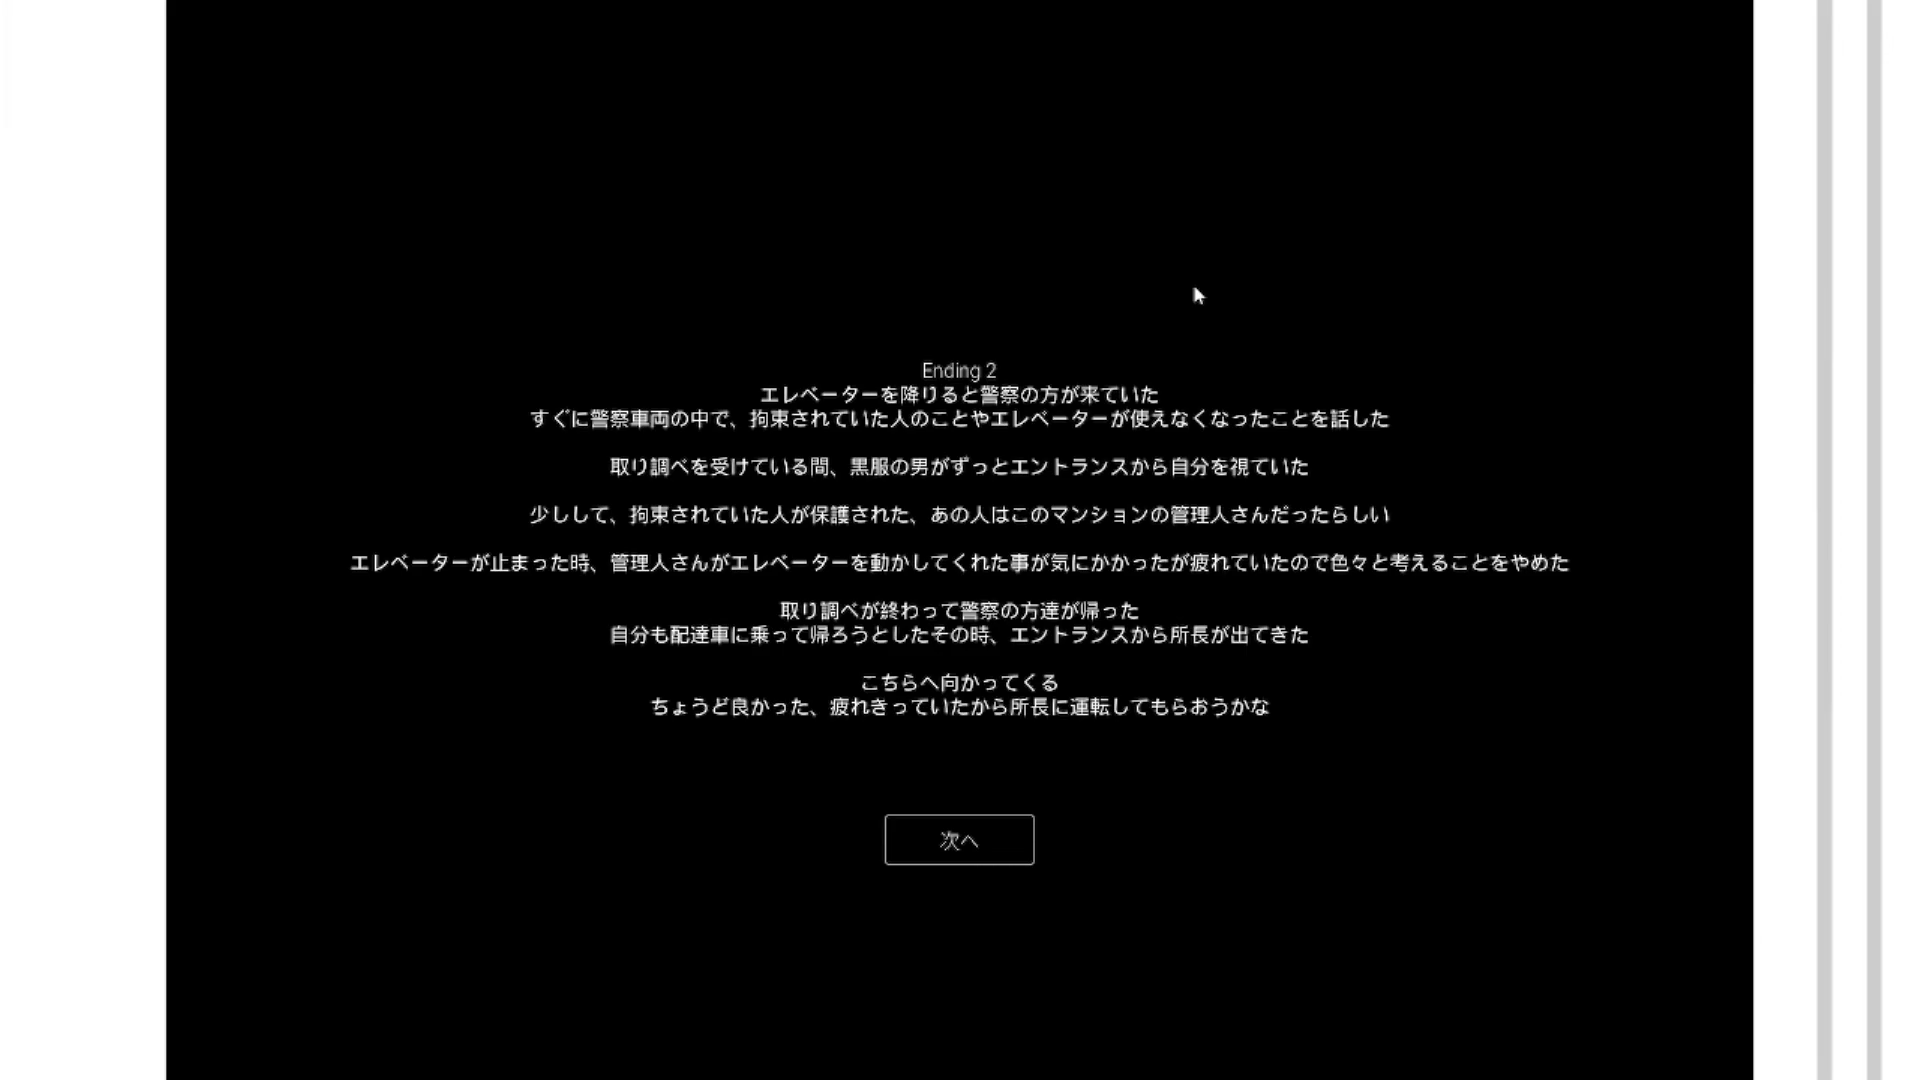 Ending 2
エレベーターを降りると警察の方が来ていた
すぐに警察車両の中で、拘束されていた人のことやエレベーターが使えなくなったことを話した
取り調べを受けている間、黒服の男がずっとエントランスから自分を視ていた
少しして、拘束されていた人が保護された、あの人はこのマンションの管理人さんだったらしい
エレベーターが止まった時、管理人さんがエレベーターを動かしてくれた事が気にかかったが疲れていたので色々と考えることをやめた
取り調べが終わって警察の方達が帰った
自分も配達車に乗って帰ろうとしたその時、エントランスから所長が出てきた
こちらへ向かってくる
ちょうど良かった、疲れきっていたから所長に運転してもらおうかな
次へ